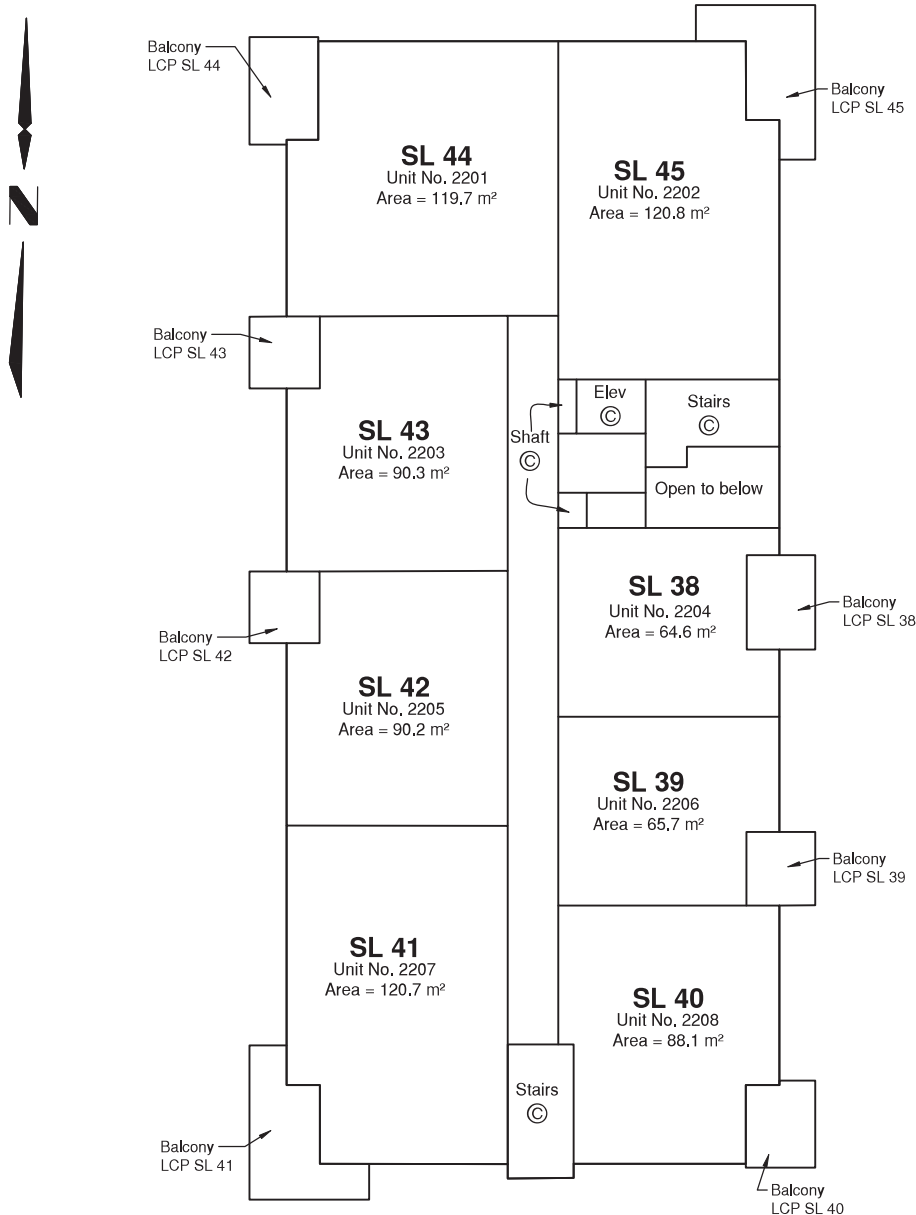 Balcony
LCP SL 44
Balcony
LCP SL 45
N
SL 44
Unit No. 2201
Area = 119.7 m²
SL 45
Unit No. 2202
Area = 120.8 m²
Balcony
LCP SL 43
SL 43
Unit No. 2203
Area = 90.3 m²
Elev
©
Stairs
©
Shaft
©
Open to below
SL 38
Unit No. 2204
Area = 64.6 m²
Balcony
LCP SL 38
Balcony
LCP SL 42
SL 42
Unit No. 2205
Area = 90.2 m²
SL 39
Unit No. 2206
Area = 65.7 m²
Balcony
LCP SL 39
SL 41
Unit No. 2207
Area = 120.7 m²
SL 40
Unit No. 2208
Area = 88.1 m²
Stairs
©
Balcony
LCP SL 41
Balcony
LCP SL 40